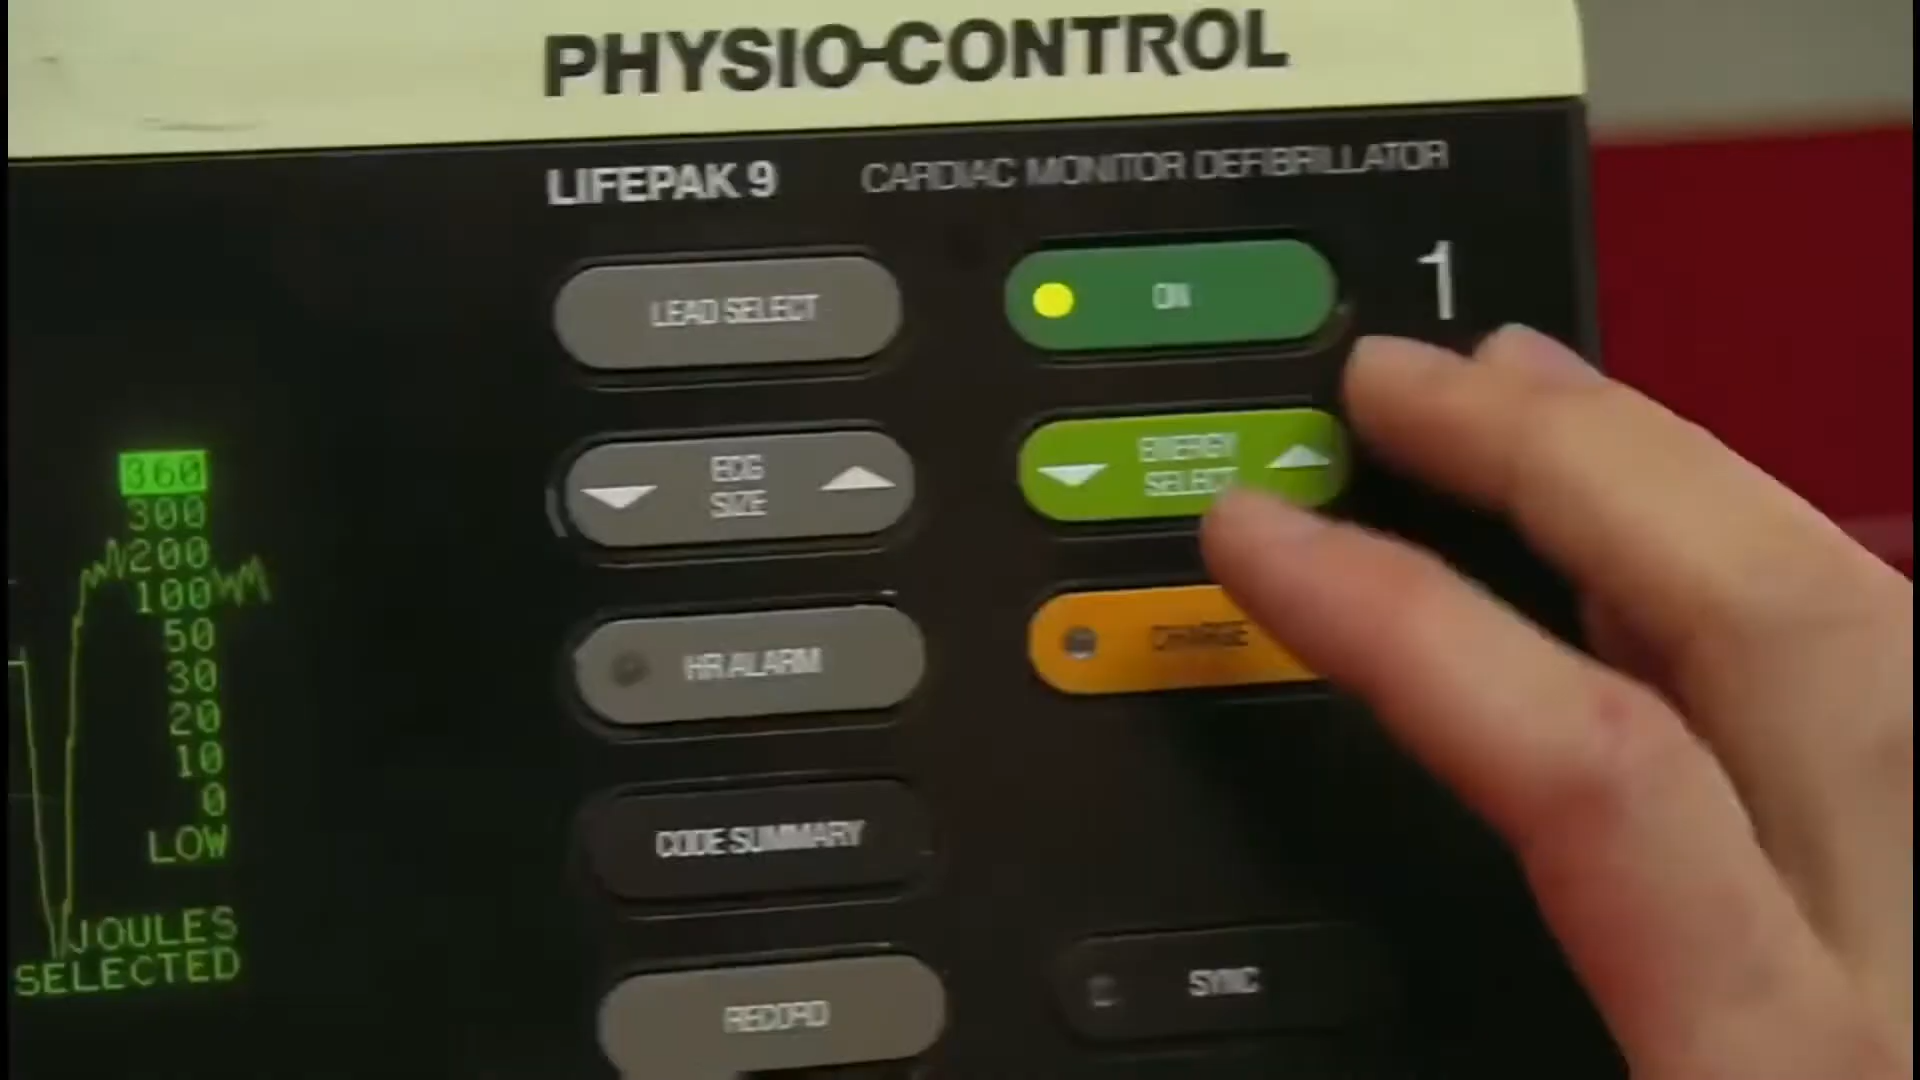 PHYSIO-CONTROL
LIFEPAK 9 CARDIAC MONITOR DEFIBRILLATOR
LEAD SELECT
ON
1
ECG
SIZE
ENERGY
SELECT
HR ALARM
CHARGE
CODE SUMMARY
RECORD
SYNC
360
300
200
100
50
30
20
10
0
LOW
JOULES
SELECTED